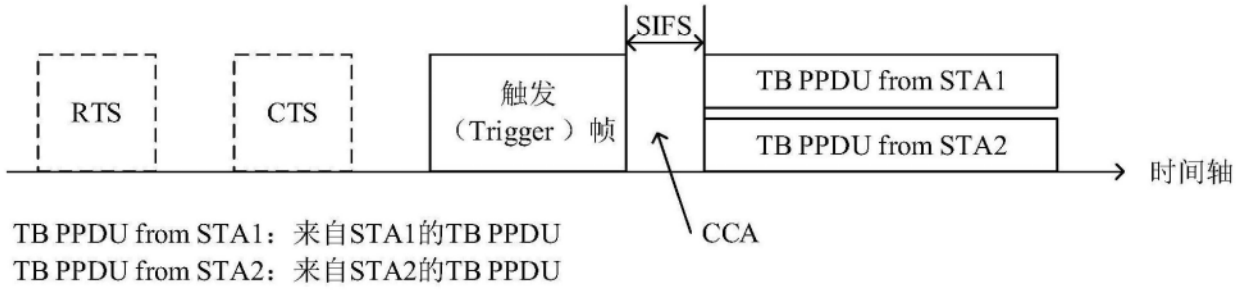 SIFS
RTS
CTS
触发
（Trigger ）帧
TB PPDU from STA1
TB PPDU from STA2
时间轴
CCA
TB PPDU from STA1：来自STA1的TB PPDU
TB PPDU from STA2：来自STA2的TB PPDU